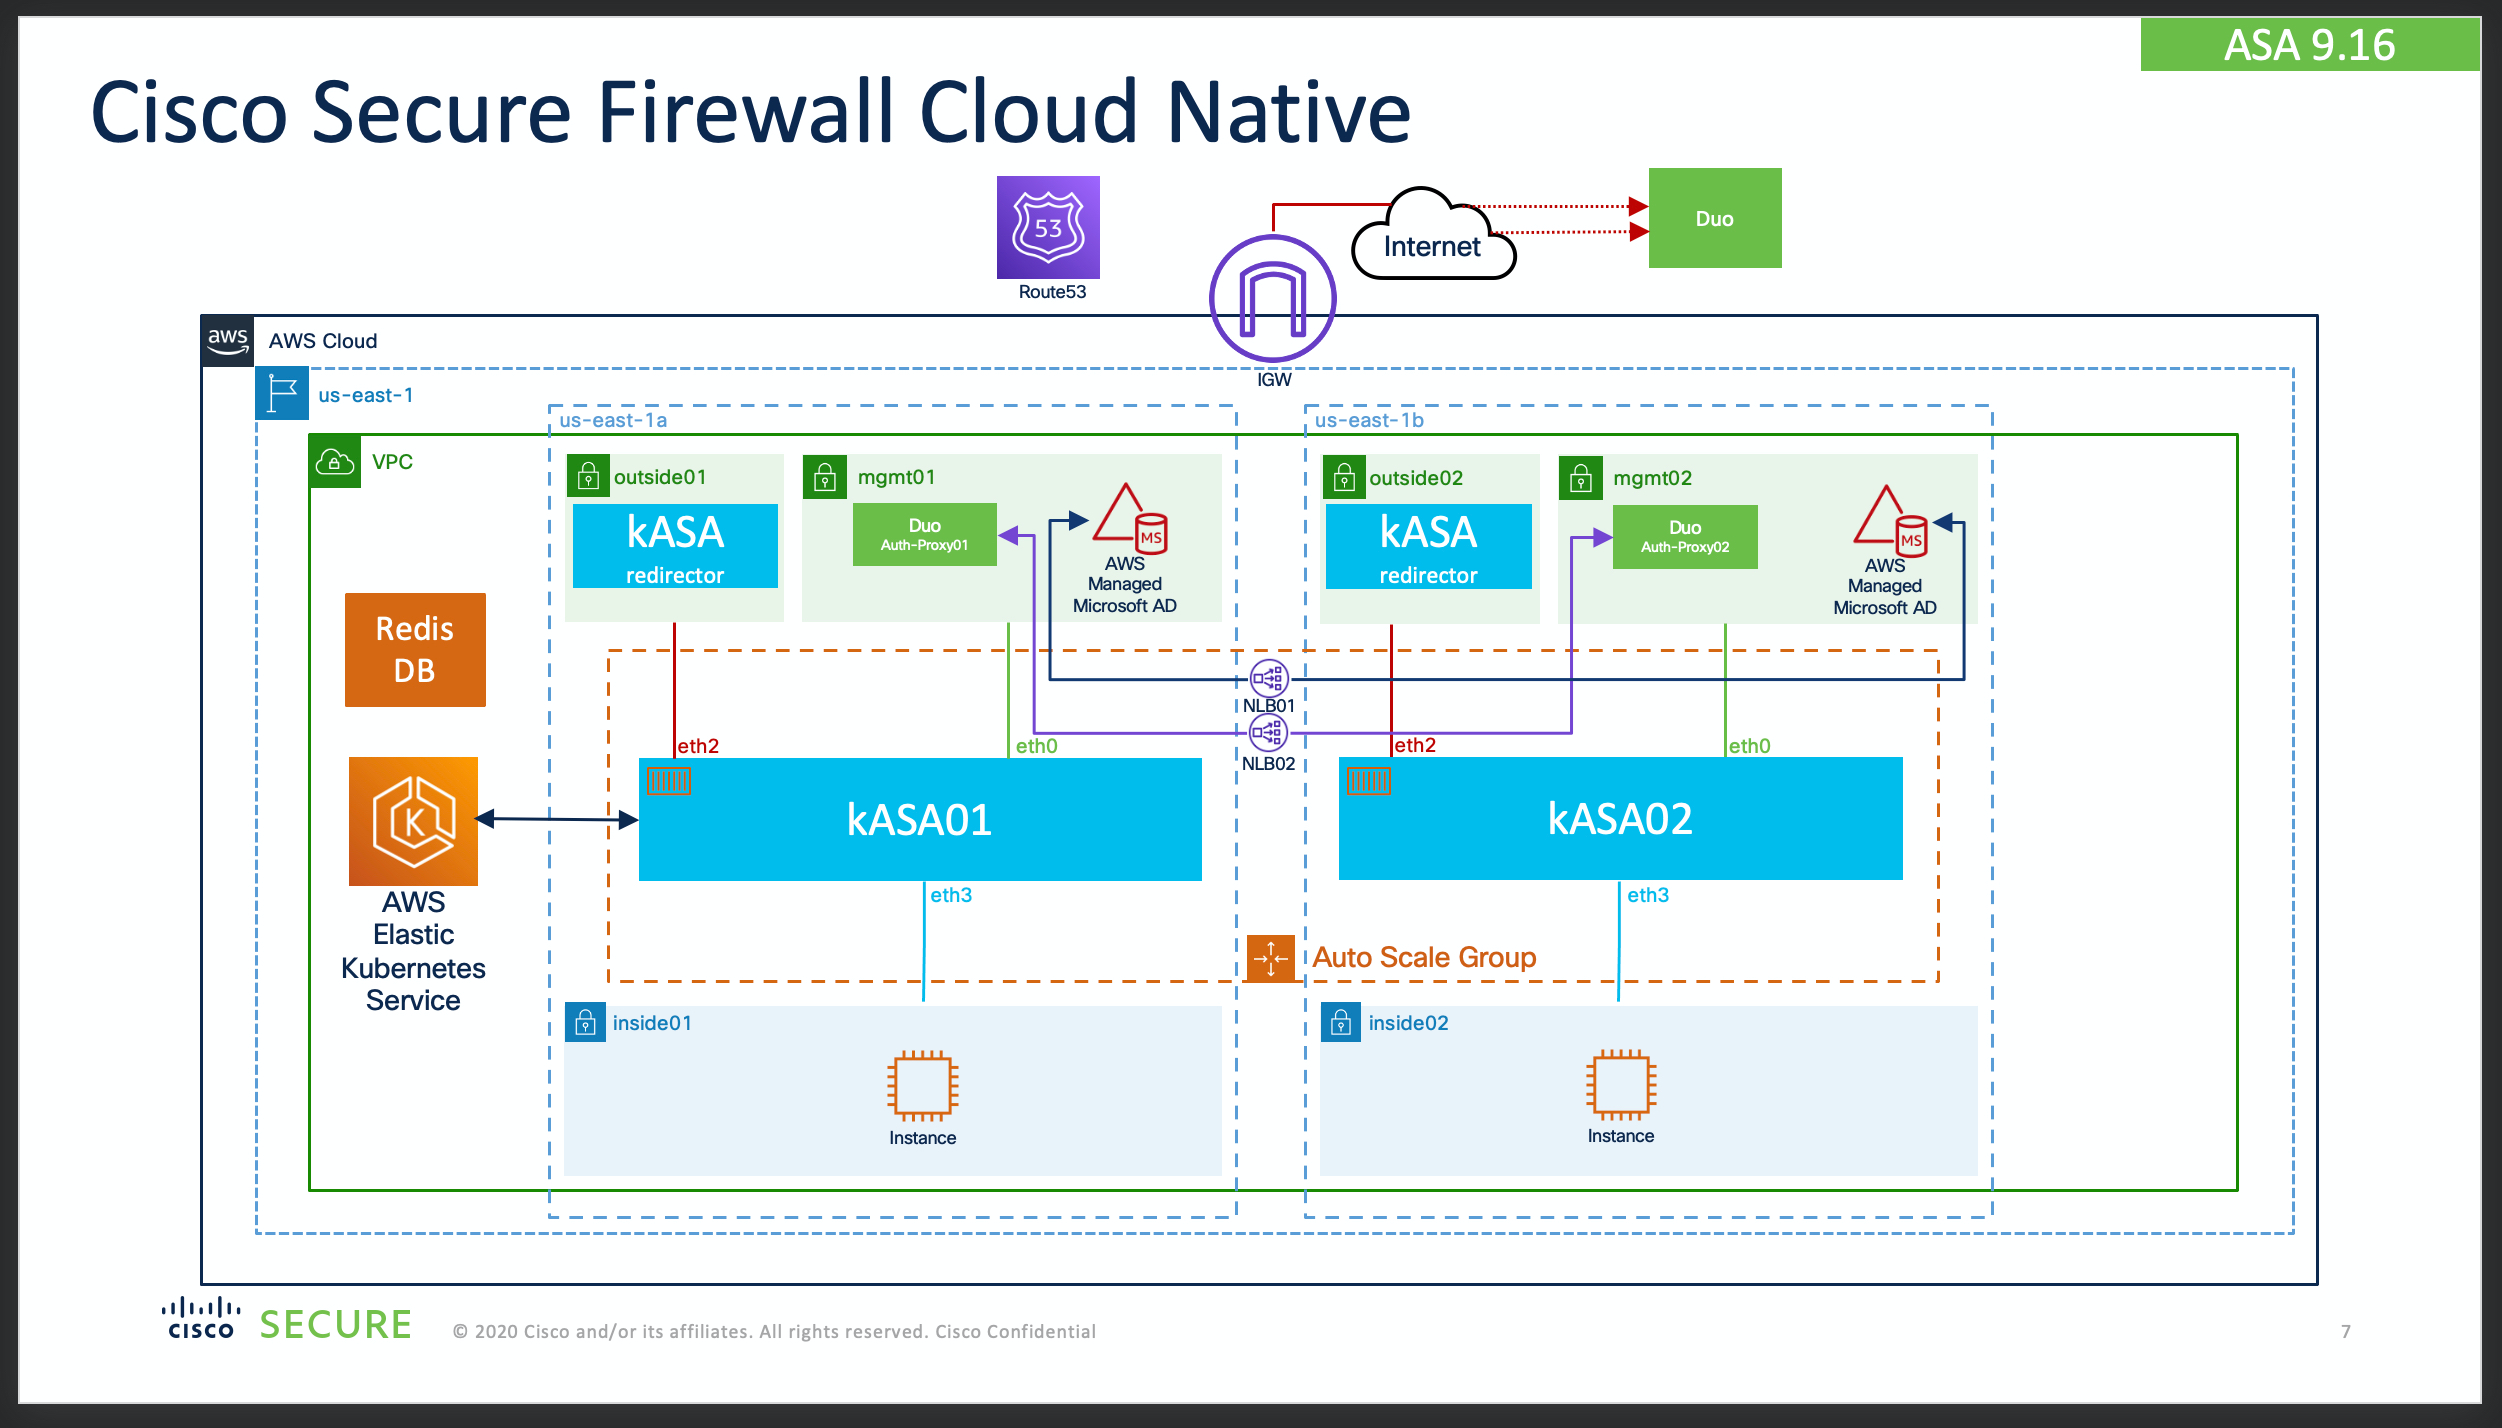 ASA 9.16
Cisco Secure Firewall Cloud Native
53
Route53
Internet
Duo
aws
AWS Cloud
IGW
us-east-1
us-east-1a
us-east-1b
VPC
outside01
mgmt01
outside02
mgmt02
kASA
redirector
Duo
Auth-Proxy01
MS
AWS
Managed
Microsoft AD
kASA
redirector
Duo
Auth-Proxy02
MS
AWS
Managed
Microsoft AD
Redis
DB
NLB01
NLB02
eth2
eth0
eth2
eth0
K
AWS
Elastic
Kubernetes
Service
kASA01
kASA02
eth3
eth3
Auto Scale Group
inside01
inside02
Instance
Instance
cisco
SECURE
© 2020 Cisco and/or its affiliates. All rights reserved. Cisco Confidential
7